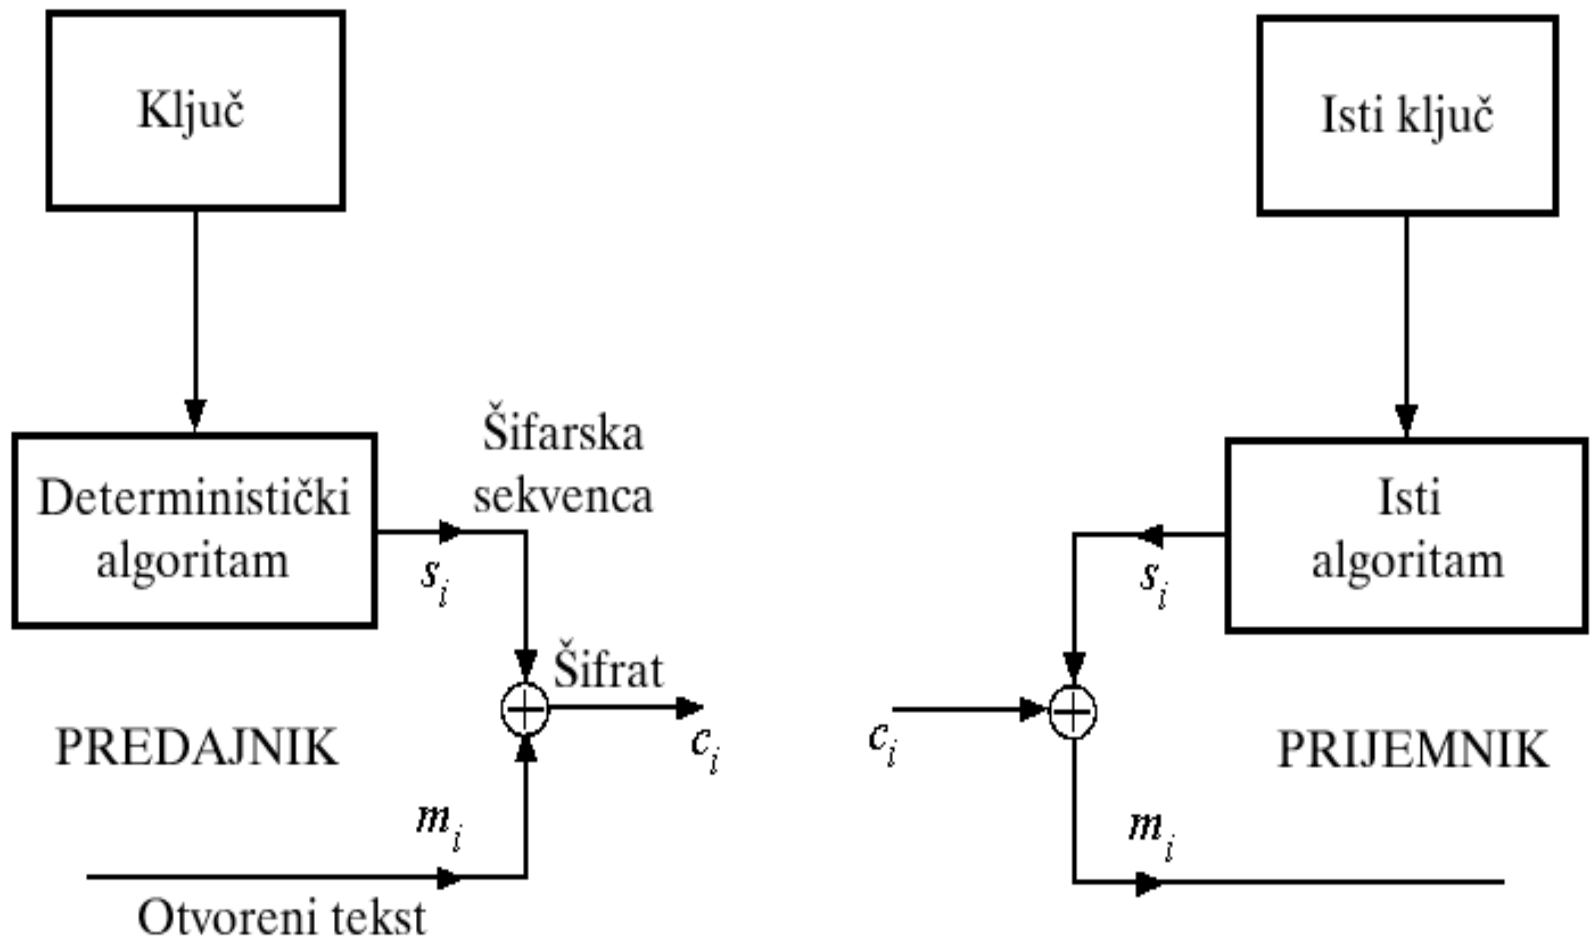 Ključ
Isti ključ
Deterministički
algoritam
Šifarska
sekvenca
s_i
Isti
algoritam
s_i
Šifrat
c_i
c_i
PREDAJNIK
PRIJEMNIK
m_i
m_i
Otvoreni tekst